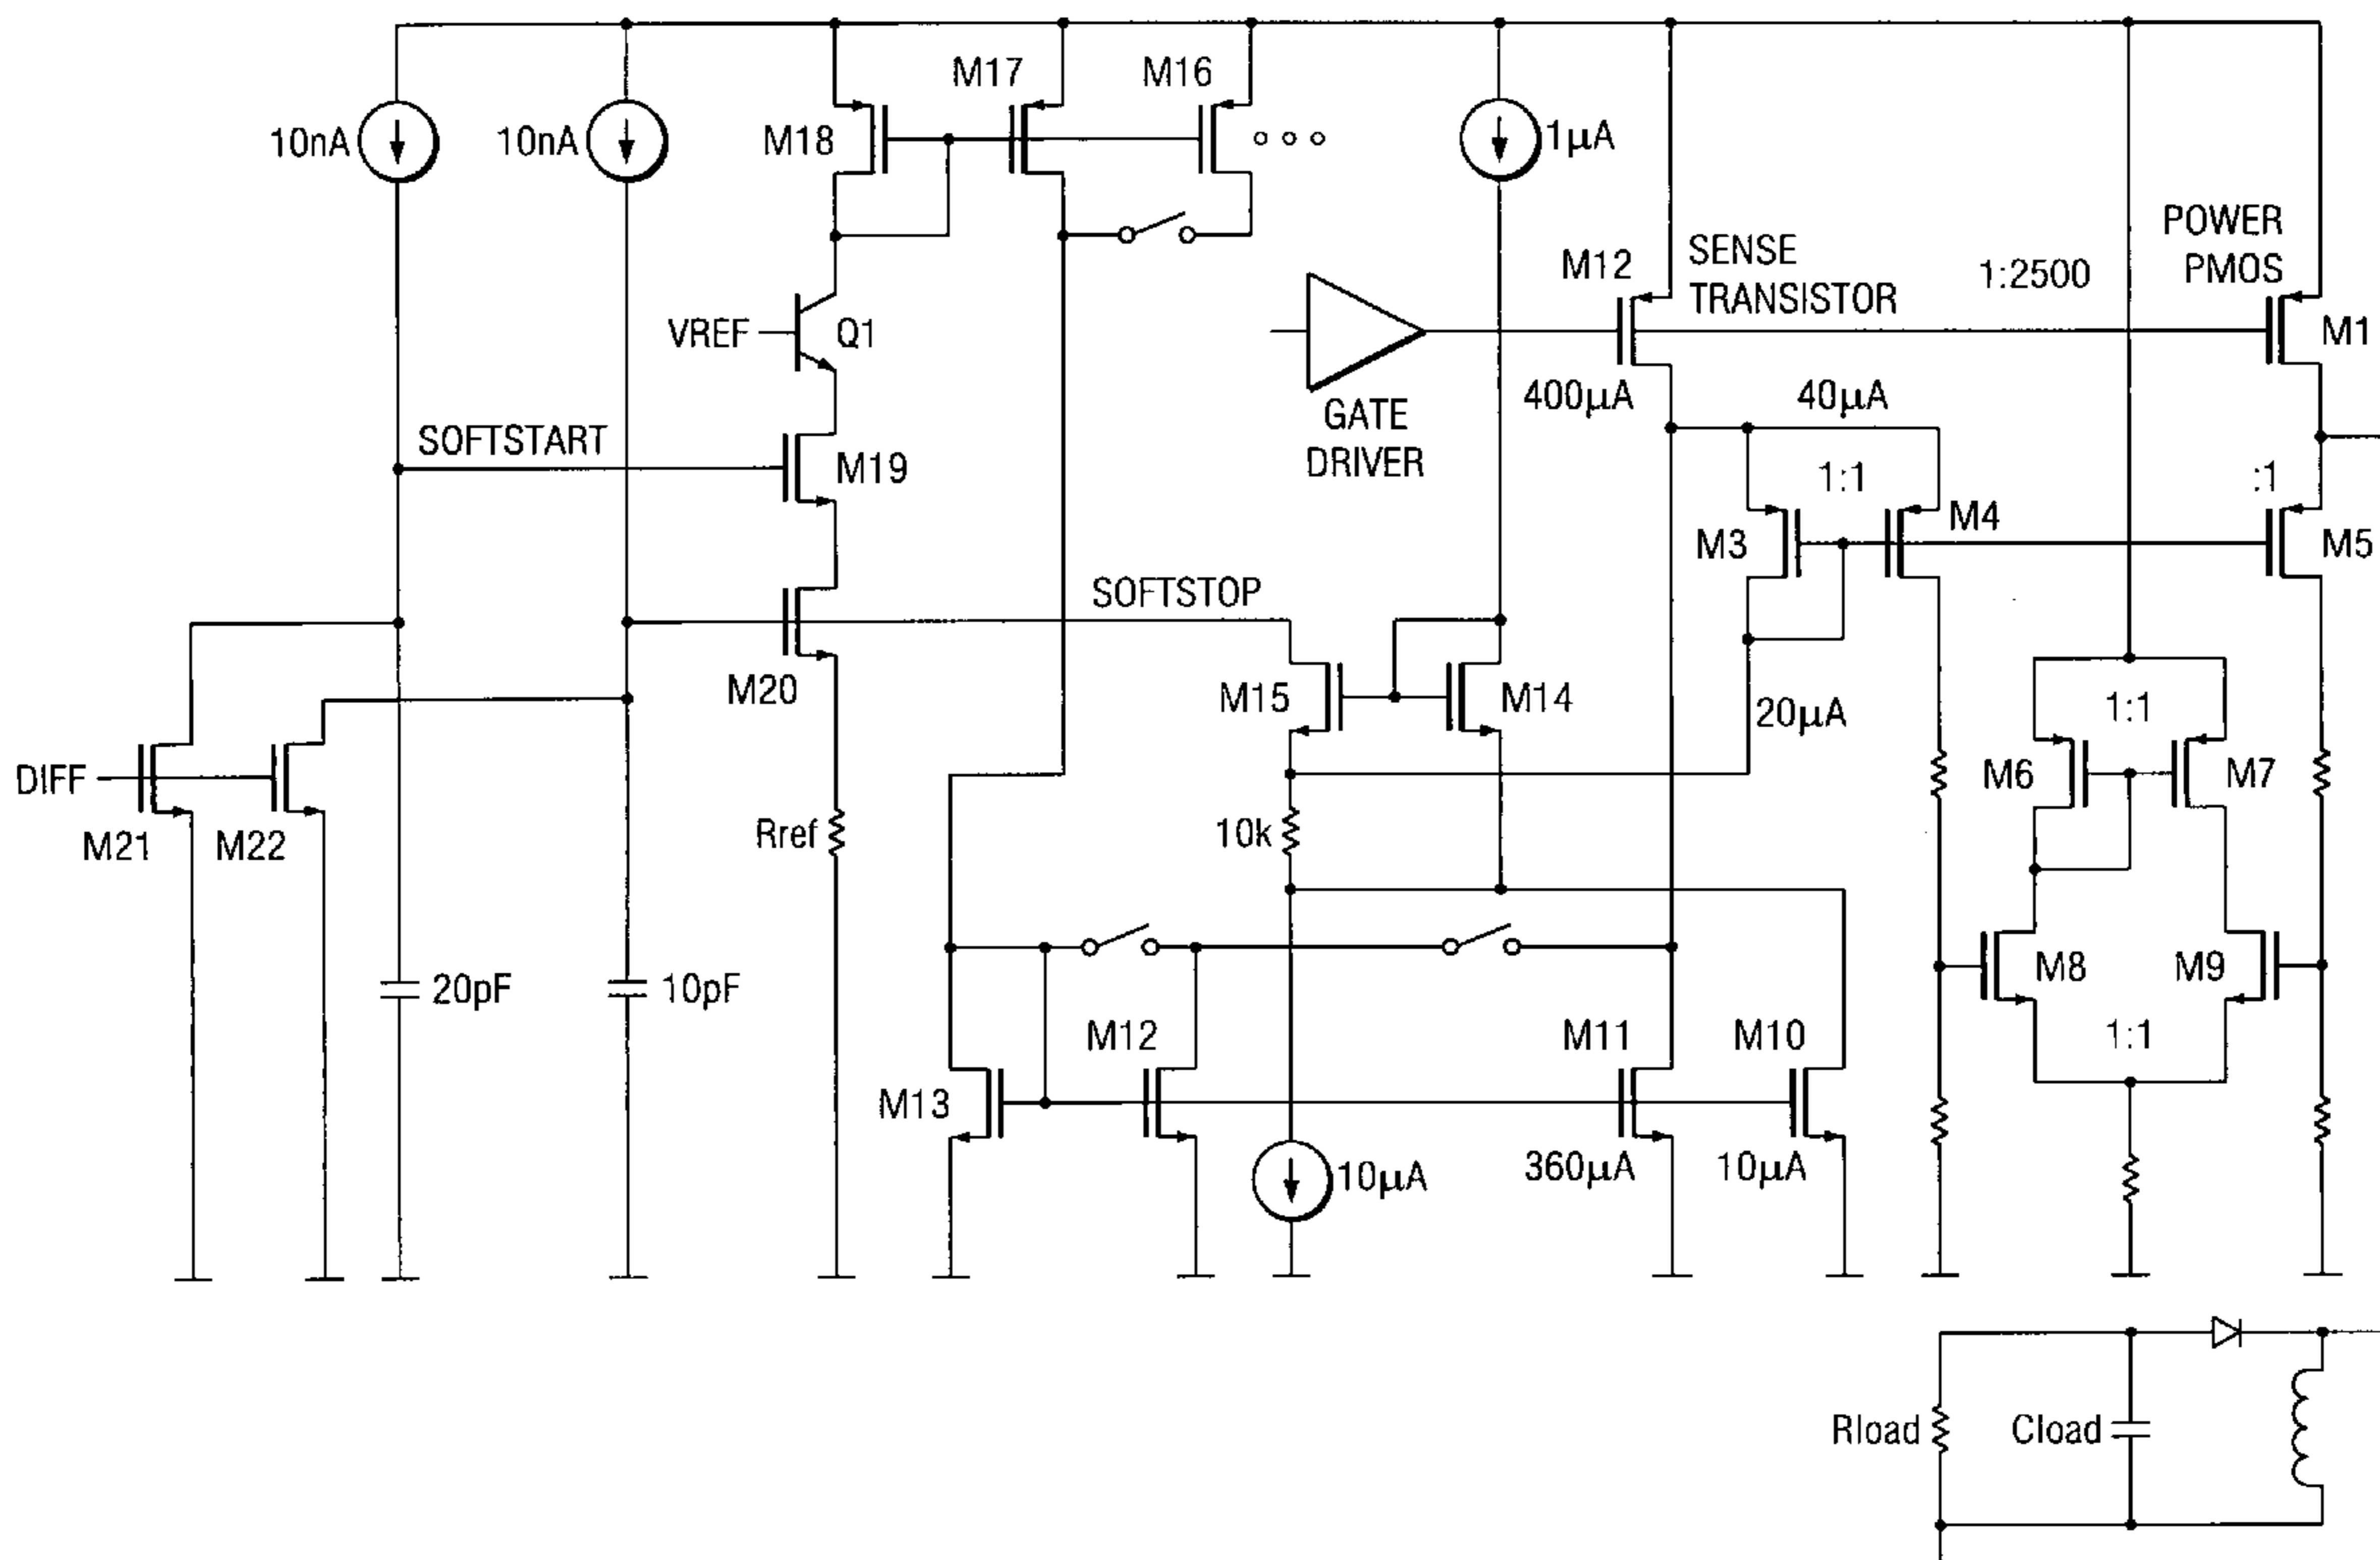 M17
M16
10nA
10nA
M18
1µA
POWER
PMOS
M12
SENSE
TRANSISTOR
1:2500
VREF
Q1
M1
400µA
40µA
GATE
DRIVER
SOFTSTART
M19
1:1
:1
M3
M4
M5
SOFTSTOP
M20
M15
M14
20µA
1:1
DIFF
M6
M7
M21
M22
Rref
10k
20pF
10pF
M8
M9
M12
M11
M10
1:1
M13
10µA
360µA
10µA
Rload
Cload